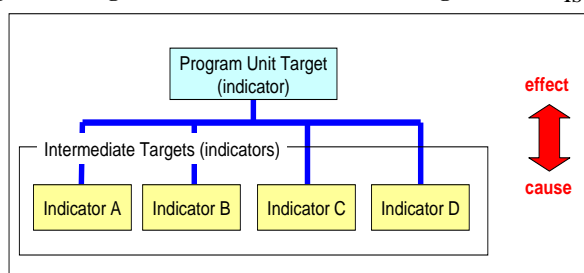 Program Unit Target
(indicator)
effect
Intermediate Targets (indicators)
cause
Indicator A
Indicator B
Indicator C
Indicator D